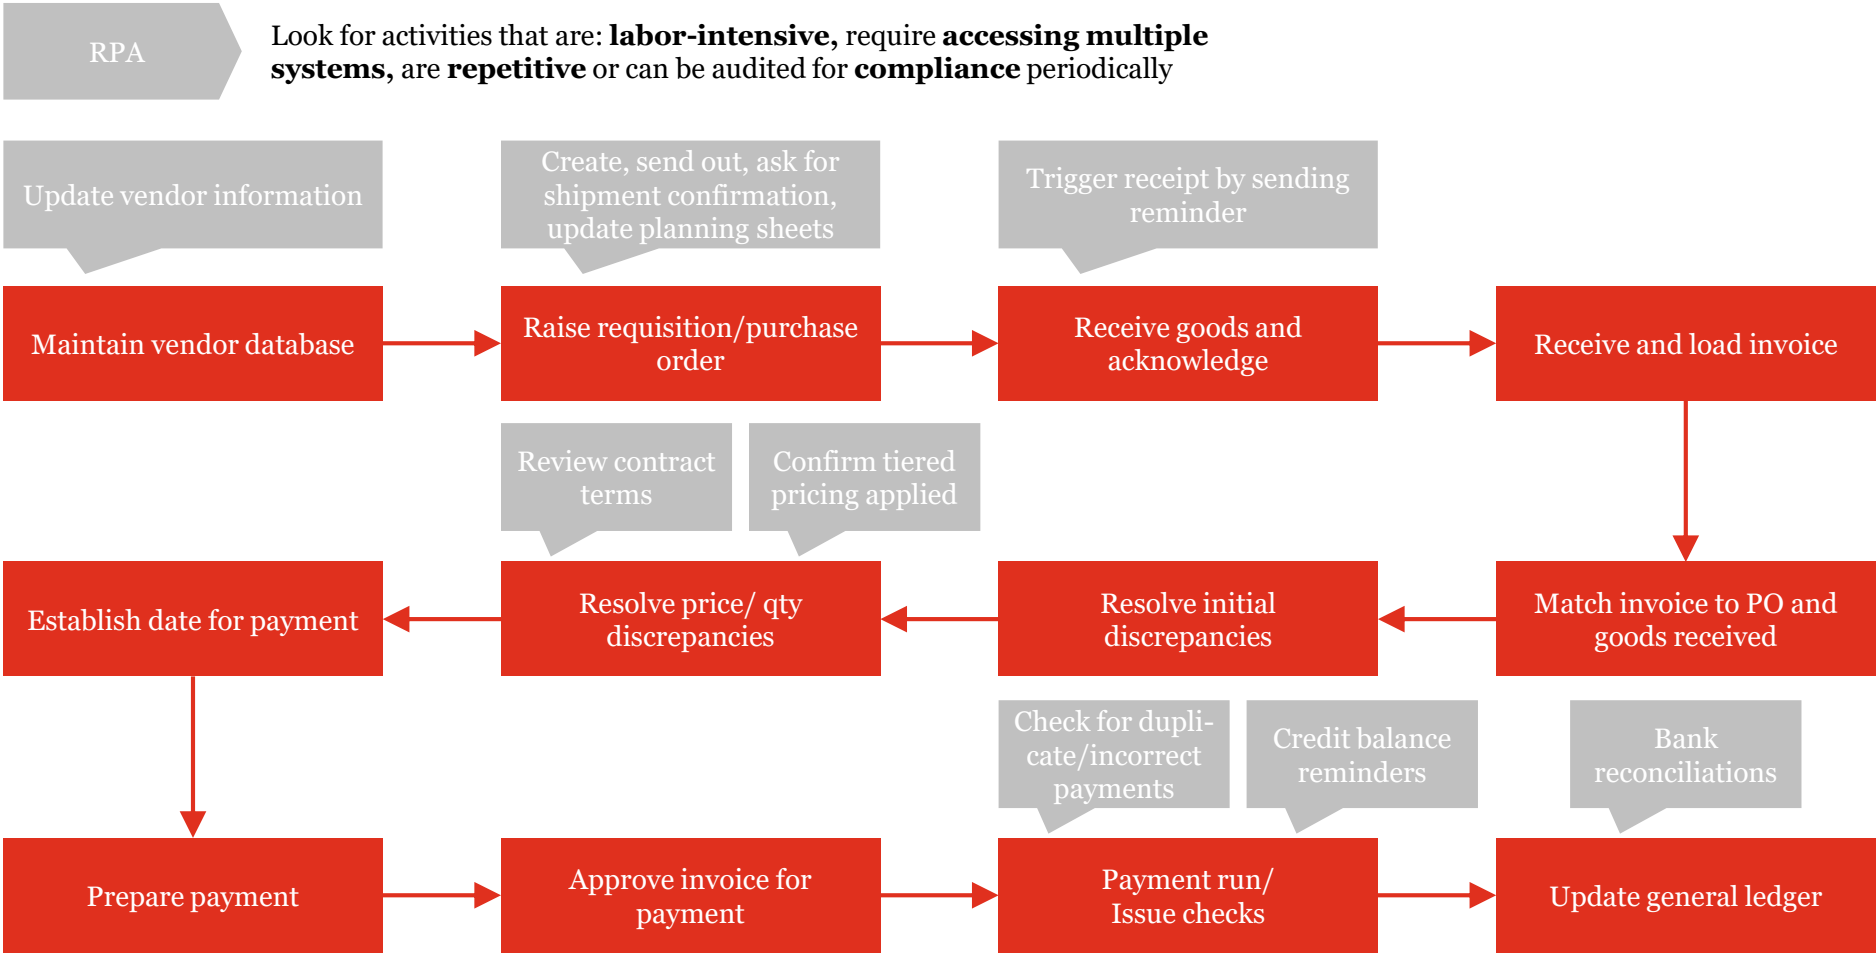 RPA
Look for activities that are: labor-intensive, require accessing multiple
systems, are repetitive or can be audited for compliance periodically
Update vendor information
Create, send out, ask for
shipment confirmation,
update planning sheets
Trigger receipt by sending
reminder
Maintain vendor database
Raise requisition/purchase
order
Receive goods and
acknowledge
Receive and load invoice
Review contract
terms
Confirm tiered
pricing applied
Establish date for payment
Resolve price/ qty
discrepancies
Resolve initial
discrepancies
Match invoice to PO and
goods received
Check for dupli-
cate/incorrect
payments
Credit balance
reminders
Bank
reconciliations
Prepare payment
Approve invoice for
payment
Payment run/
Issue checks
Update general ledger